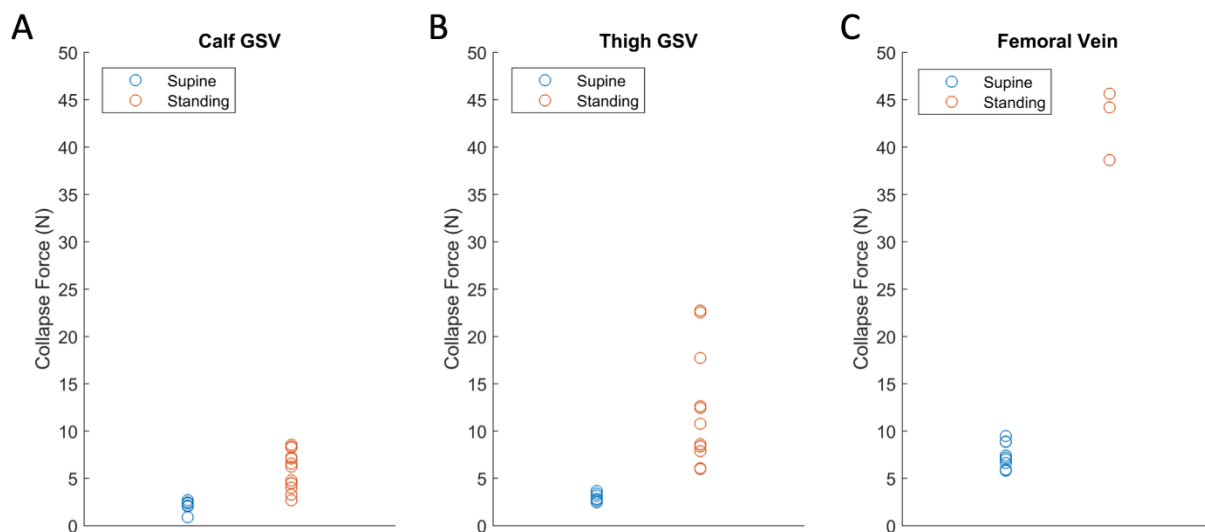 A
Calf GSV
Supine
Standing
Collapse Force (N)
50
45
40
35
30
25
20
15
10
5
0
B
Thigh GSV
Supine
Standing
Collapse Force (N)
50
45
40
35
30
25
20
15
10
5
0
C
Femoral Vein
Supine
Standing
Collapse Force (N)
50
45
40
35
30
25
20
15
10
5
0